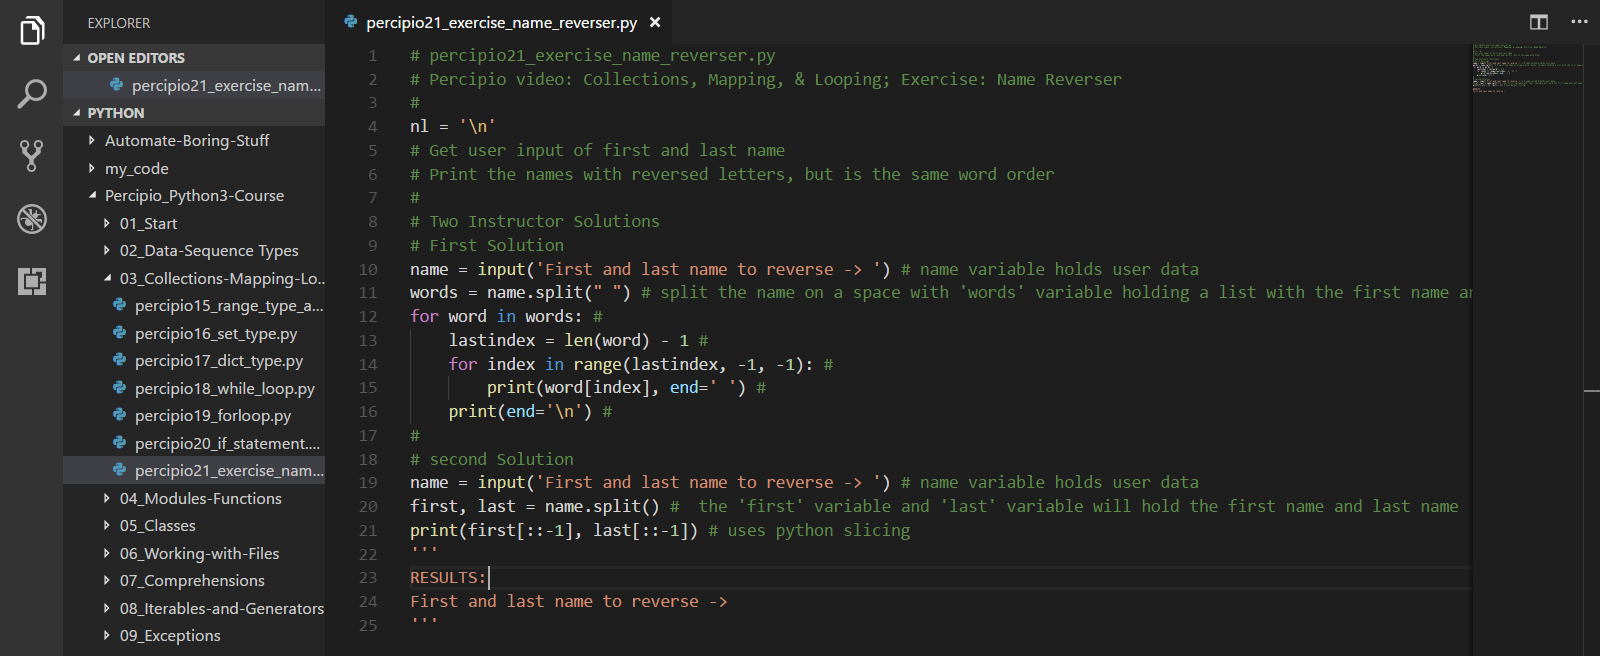 EXPLORER
OPEN EDITORS
percipio21_exercise_nam...
PYTHON
Automate-Boring-Stuff
my_code
Percipio_Python3-Course
01_Start
02_Data-Sequence Types
03_Collections-Mapping-Lo...
percipio15_range_type_a...
percipio16_set_type.py
percipio17_dict_type.py
percipio18_while_loop.py
percipio19_forloop.py
percipio20_if_statement....
percipio21_exercise_nam...
04_Modules-Functions
05_Classes
06_Working-with-Files
07_Comprehensions
08_Iterables-and-Generators
09_Exceptions
percipio21_exercise_name_reverser.py
1 # percipio21_exercise_name_reverser.py
2 # Percipio video: Collections, Mapping, & Looping; Exercise: Name Reverser
3 #
4 nl = '\n'
5 # Get user input of first and last name
6 # Print the names with reversed letters, but is the same word order
7 #
8 # Two Instructor Solutions
9 # First Solution
10 name = input('First and last name to reverse -> ') # name variable holds user data
11 words = name.split(" ") # split the name on a space with 'words' variable holding a list with the first name
12 for word in words: #
13     lastindex = len(word) - 1 #
14     for index in range(lastindex, -1, -1): #
15         print(word[index], end=' ') #
16     print(end='\n') #
17 #
18 # second Solution
19 name = input('First and last name to reverse -> ') # name variable holds user data
20 first, last = name.split() #  the 'first' variable and 'last' variable will hold the first name and last name
21 print(first[::-1], last[::-1]) # uses python slicing
22 '''
23 RESULTS:
24 First and last name to reverse ->
25 '''